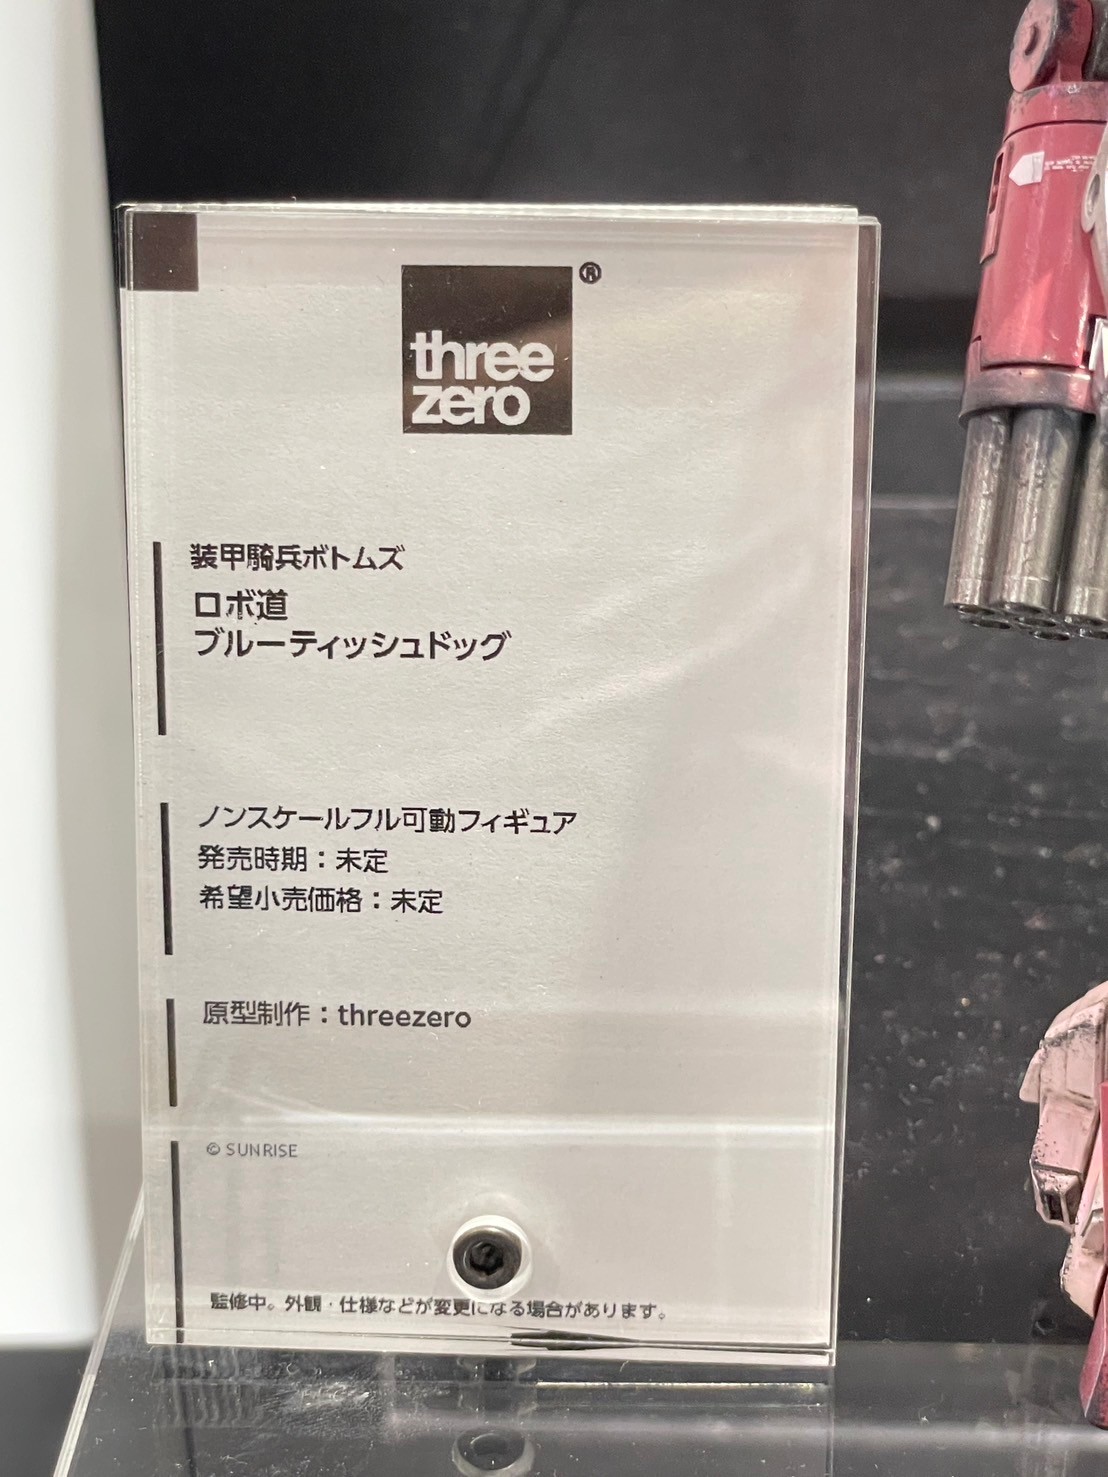 three
zero
®
装甲騎兵ボトムズ
ロボ道
ブルーティッシュドッグ
ノンスケールフル可動フィギュア
発売時期：未定
希望小売価格：未定
原型制作：threezero
© SUNRISE
監修中。外観・仕様などが変更になる場合があります。